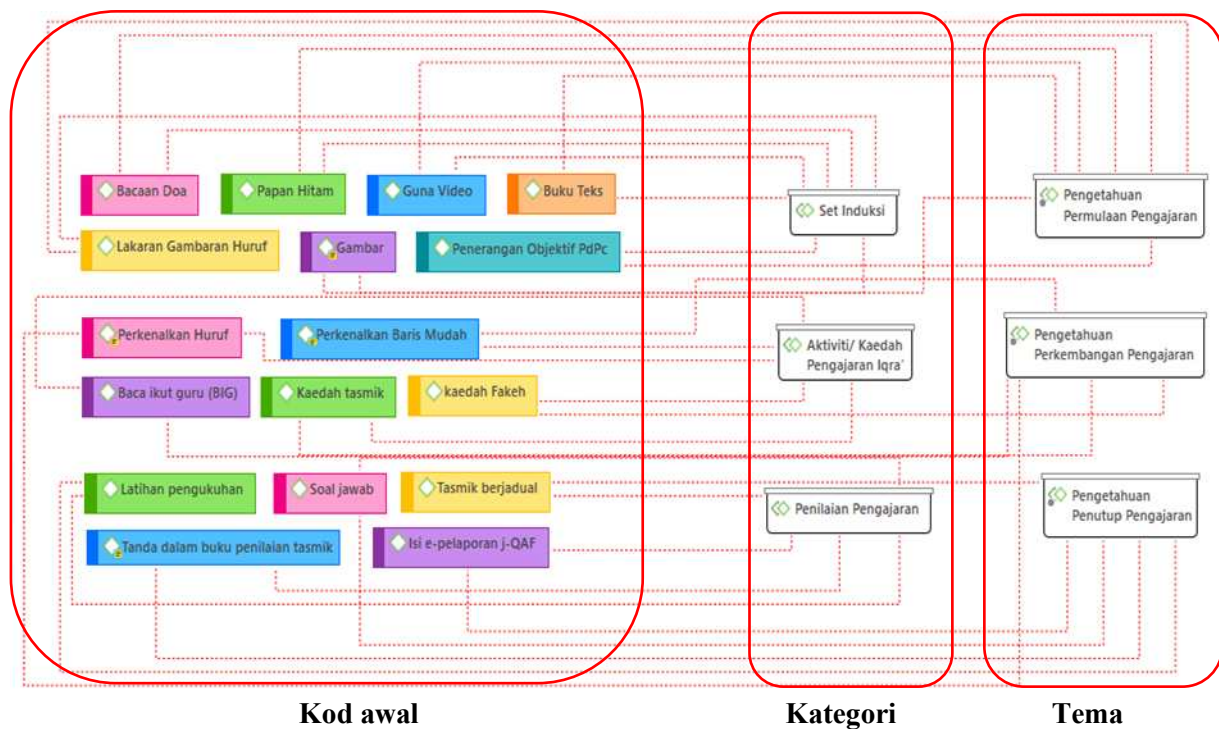 Bacaan Doa
Papan Hitam
Guna Video
Buku Teks
Lakaran Gambaran Huruf
Gambar
Penerangan Objektif PdPc
Perkenalkan Huruf
Perkenalkan Baris Mudah
Baca ikut guru (BIG)
Kaedah tasmik
kaedah Fakeh
Latihan pengukuhan
Soal jawab
Tasmik berjadual
Tanda dalam buku penilaian tasmik
Isi e-pelaporan j-QAF
Set Induksi
Aktiviti/ Kaedah
Pengajaran Iqra'
Penilaian Pengajaran
Pengetahuan
Permulaan Pengajaran
Pengetahuan
Perkembangan Pengajaran
Pengetahuan
Penutup Pengajaran
Kod awal
Kategori
Tema